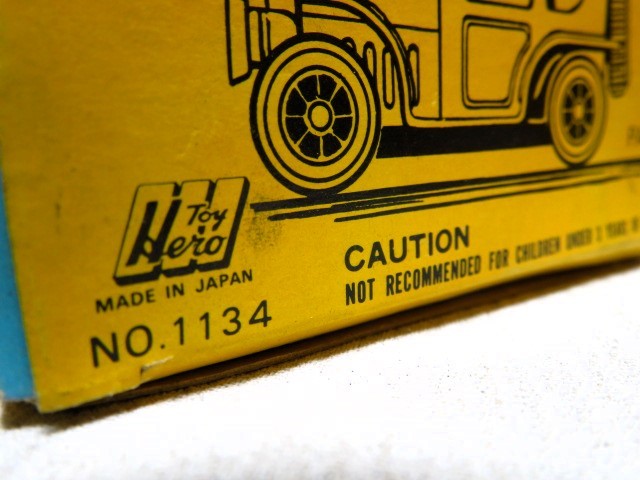 Toy
Hero
MADE IN JAPAN
NO.1134
CAUTION
NOT RECOMMENDED FOR CHILDREN UNDER 3 YEARS